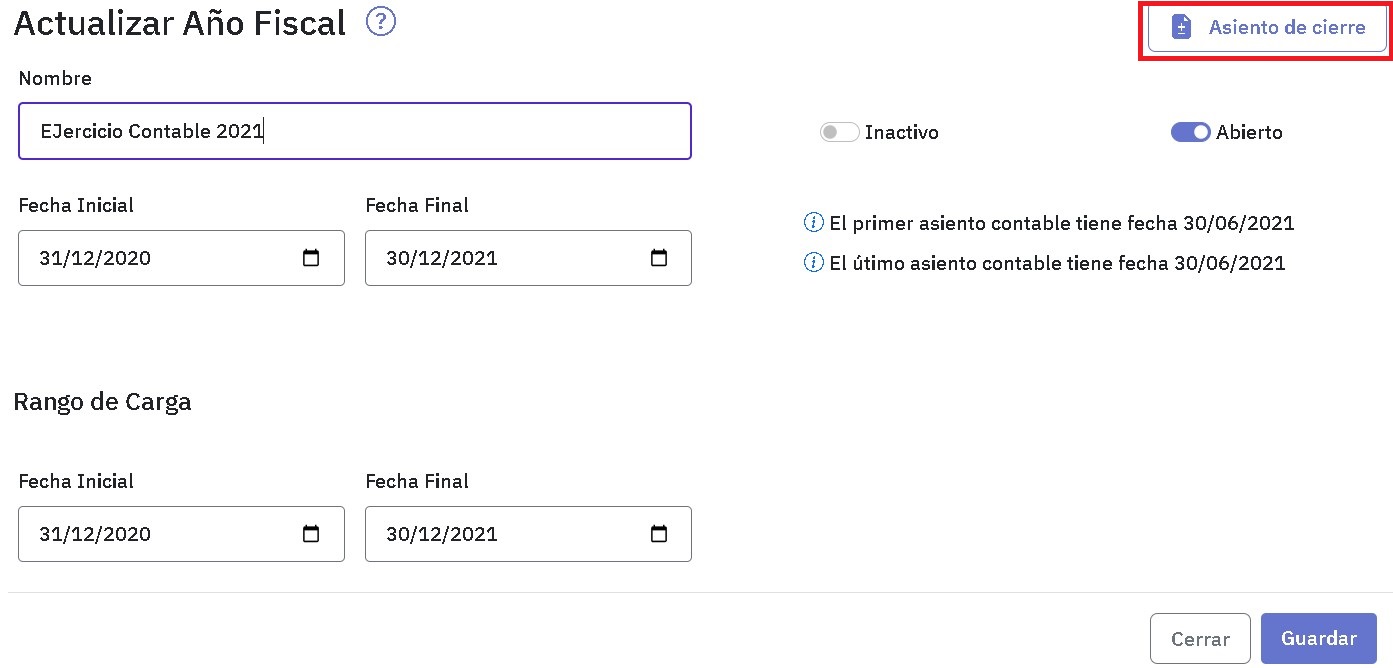 Actualizar Año Fiscal ?
Asiento de cierre
Nombre
EJercicio Contable 2021
Inactivo
Abierto
Fecha Inicial
Fecha Final
31/12/2020
30/12/2021
El primer asiento contable tiene fecha 30/06/2021
El útimo asiento contable tiene fecha 30/06/2021
Rango de Carga
Fecha Inicial
Fecha Final
31/12/2020
30/12/2021
Cerrar
Guardar